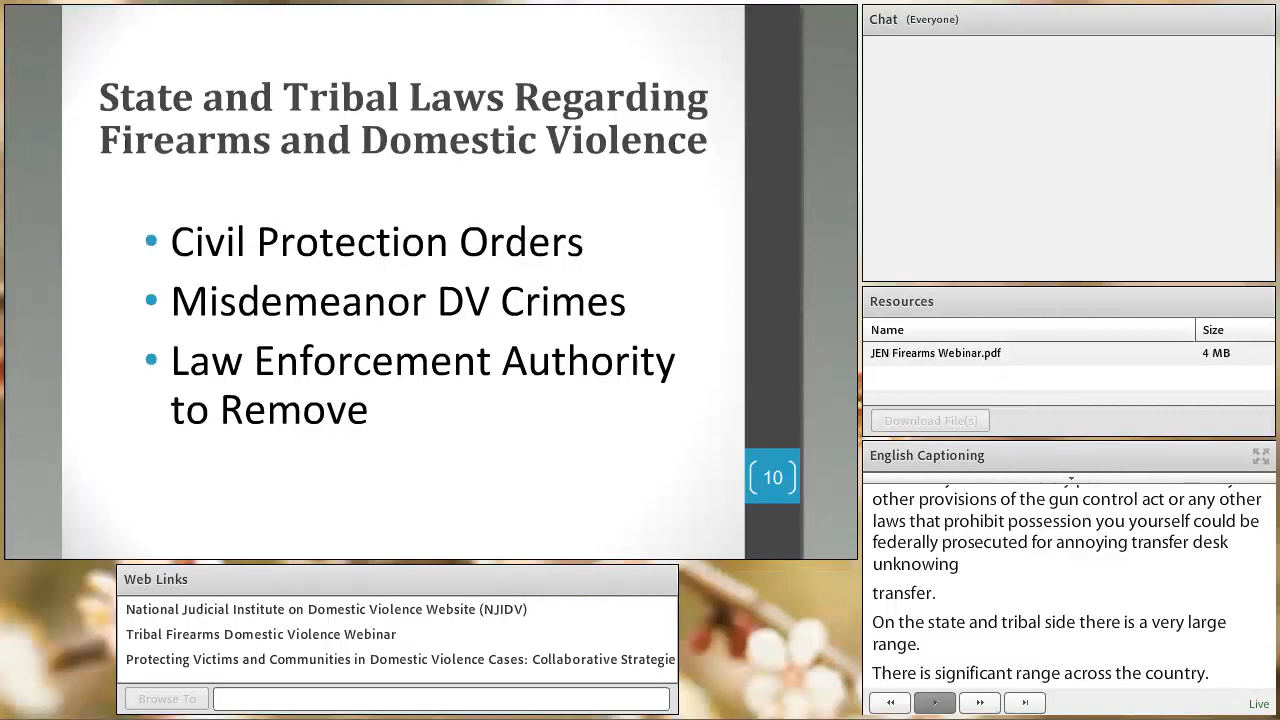 State and Tribal Laws Regarding
Firearms and Domestic Violence
• Civil Protection Orders
• Misdemeanor DV Crimes
• Law Enforcement Authority
to Remove
10
Chat (Everyone)
Resources
Name Size
JEN Firearms Webinar.pdf 4 MB
Download File(s)
English Captioning
other provisions of the gun control act or any other
laws that prohibit possession you yourself could be
federally prosecuted for annoying transfer desk
unknowing
transfer.
On the state and tribal side there is a very large
range.
There is significant range across the country.
Live
Web Links
National Judicial Institute on Domestic Violence Website (NJIDV)
Tribal Firearms Domestic Violence Webinar
Protecting Victims and Communities in Domestic Violence Cases: Collaborative Strategie
Browse To